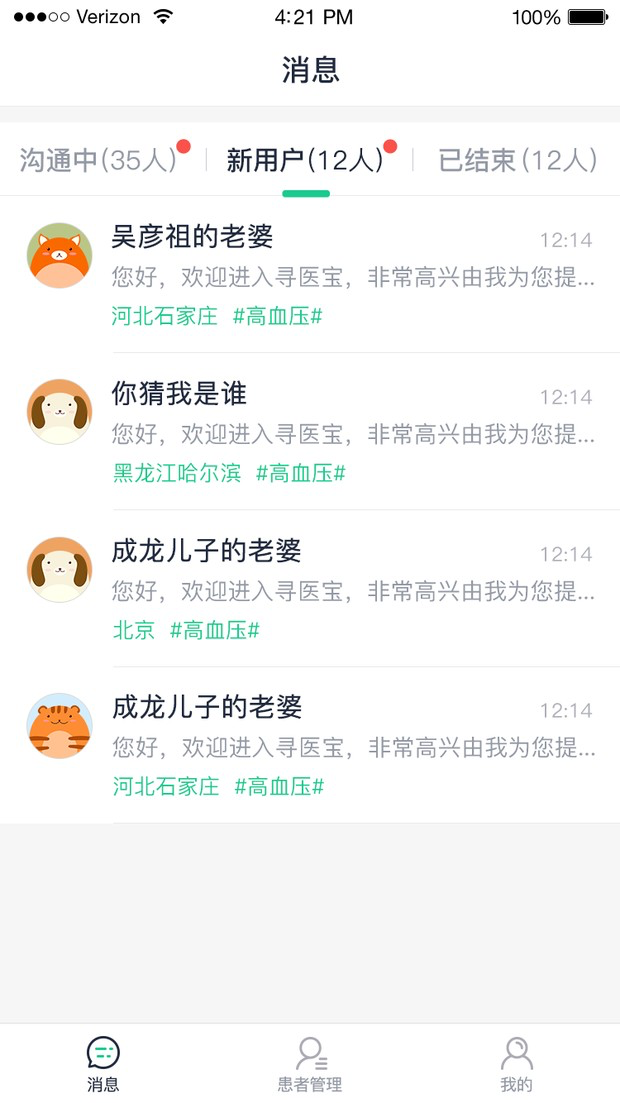 Verizon 4:21 PM 100%
消息
沟通中(35人) 新用户(12人) 已结束(12人)
吴彦祖的老婆 12:14
您好，欢迎进入寻医宝，非常高兴由我为您提...
河北石家庄 #高血压#
你猜我是谁 12:14
您好，欢迎进入寻医宝，非常高兴由我为您提...
黑龙江哈尔滨 #高血压#
成龙儿子的老婆 12:14
您好，欢迎进入寻医宝，非常高兴由我为您提...
北京 #高血压#
成龙儿子的老婆 12:14
您好，欢迎进入寻医宝，非常高兴由我为您提...
河北石家庄 #高血压#
消息 患者管理 我的